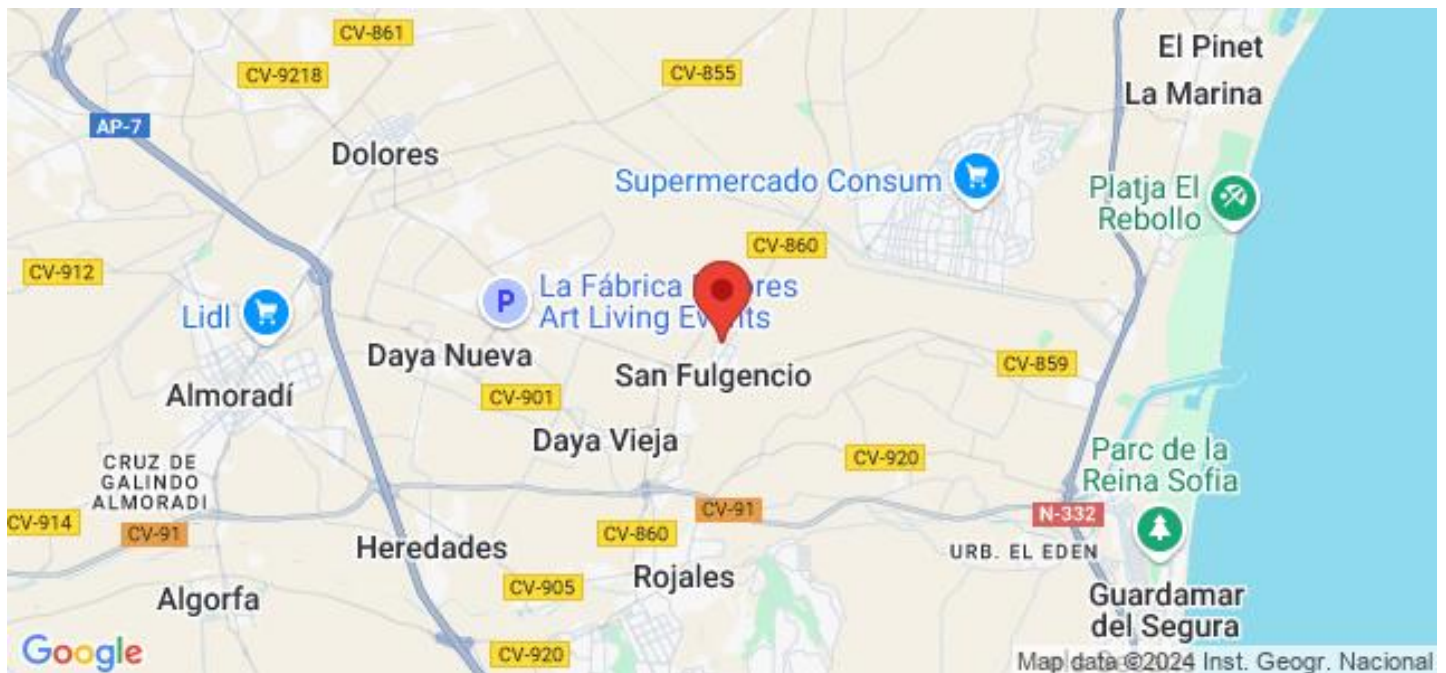 CV-861
El Pinet
CV-9218
CV-855
La Marina
AP-7
Dolores
Supermercado Consum
Platja El
Rebollo
CV-860
CV-912
La Fábrica
Art Living
Lidl
Daya Nueva
San Fulgencio
CV-859
Almoradí
CV-901
Daya Vieja
Parc de la
Reina Sofia
CV-920
CRUZ DE
GALINDO
ALMORADI
CV-914
CV-91
CV-91
N-332
CV-860
Heredades
URB. EL EDEN
Rojales
CV-905
Algorfa
Guardamar
del Segura
CV-920
Google
Map data ©2024 Inst. Geogr. Nacional
P